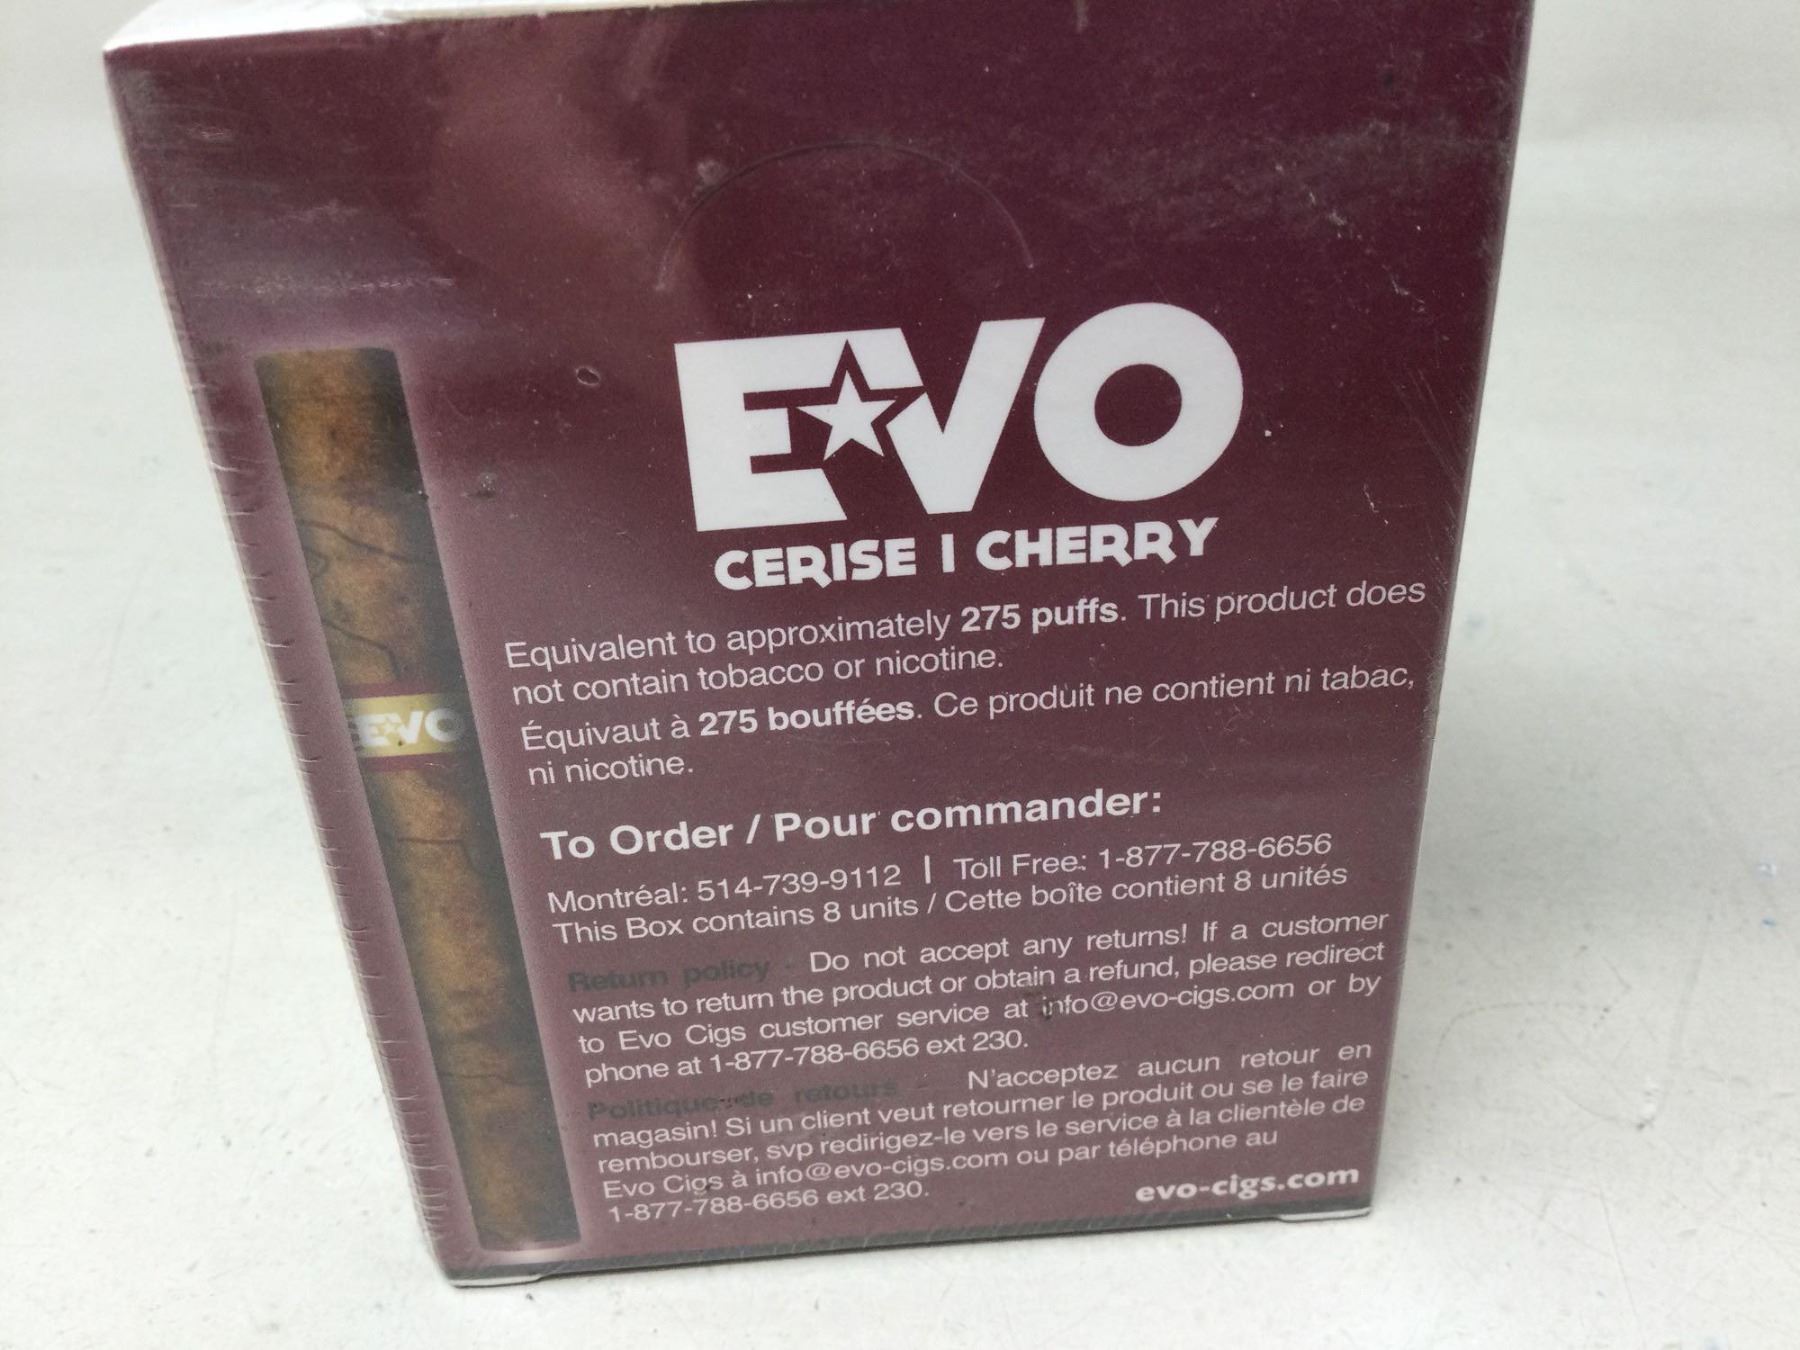 EVO
CERISE | CHERRY
Equivalent to approximately 275 puffs. This product does
not contain tobacco or nicotine.
Équivaut à 275 bouffées. Ce produit ne contient ni tabac,
ni nicotine.
EVO
To Order / Pour commander:
Montréal: 514-739-9112 | Toll Free: 1-877-788-6656
This Box contains 8 units / Cette boîte contient 8 unités
Return policy - Do not accept any returns! If a customer
wants to return the product or obtain a refund, please redirect
to Evo Cigs customer service at info@evo-cigs.com or by
phone at 1-877-788-6656 ext 230.
Politique de retours - N'acceptez aucun retour en
magasin! Si un client veut retourner le produit ou se le faire
rembourser, svp redirigez-le vers le service à la clientèle de
Evo Cigs à info@evo-cigs.com ou par téléphone au
1-877-788-6656 ext 230.
evo-cigs.com